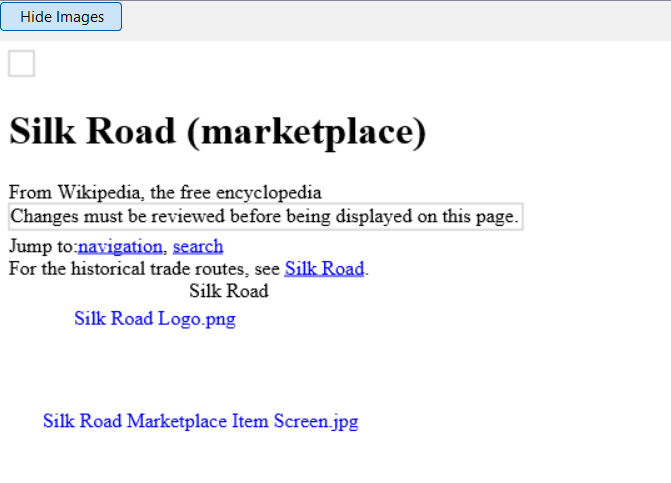 Hide Images
Silk Road (marketplace)
From Wikipedia, the free encyclopedia
Changes must be reviewed before being displayed on this page.
Jump to:navigation, search
For the historical trade routes, see Silk Road.
Silk Road
Silk Road Logo.png
Silk Road Marketplace Item Screen.jpg